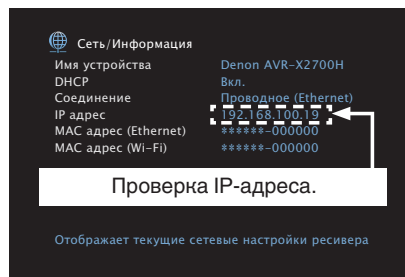 Сеть/Информация
Имя устройства Denon AVR-X2700H
DHCP Вкл.
Соединение Проводное (Ethernet)
IP адрес 192.168.100.19
MAC адрес (Ethernet) ******-000000
MAC адрес (Wi-Fi) ******-000000
Проверка IP-адреса.
Отображает текущие сетевые настройки ресивера